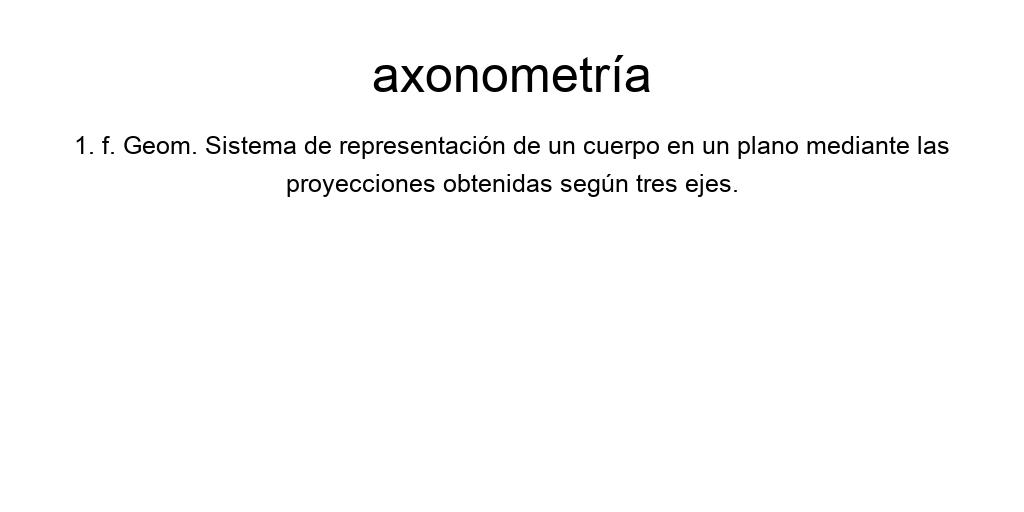 axonometría
1. f. Geom. Sistema de representación de un cuerpo en un plano mediante las
proyecciones obtenidas según tres ejes.